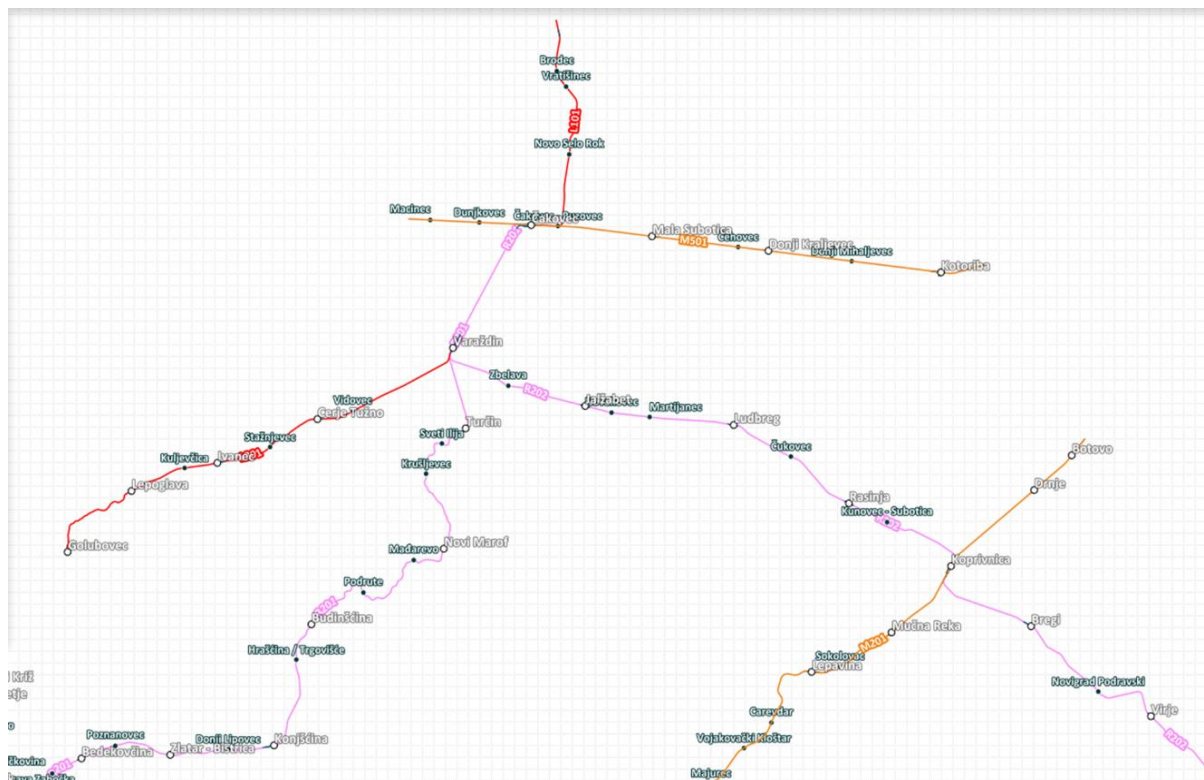 Brodec
Vratišinec
L101
Novo Selo Rok
Macinec
Dunjkovec
Čakovec
R201
Mala Subotica
M501
Čehovec
Donji Kraljevec
Donji Mihaljevec
Kotoriba
Varaždin
Zbelava
R202
Jalžabet
Martijanec
Ludbreg
Vidovec
Cerje Tužno
Turčin
Stažnjevec
Sveti Ilija
Čukovec
Botovo
Kuljevčica
Ivanec
Krušljevec
Lepoglava
Drnje
Rasinja
Kunovec - Subotica
Golubovec
Novi Marof
Mađarevo
Koprivnica
Podrute
R201
Budinščina
Mučna Reka
Bregi
M201
Hrašćina / Trgovišće
Sokolovac
Lepavina
Novigrad Podravski
Carevdar
Virje
Poznanovec
Donji Lipovec
Konjščina
Vojakovački Kloštar
Bedekovčina
Zlatar - Bistrica
R201
Majurec